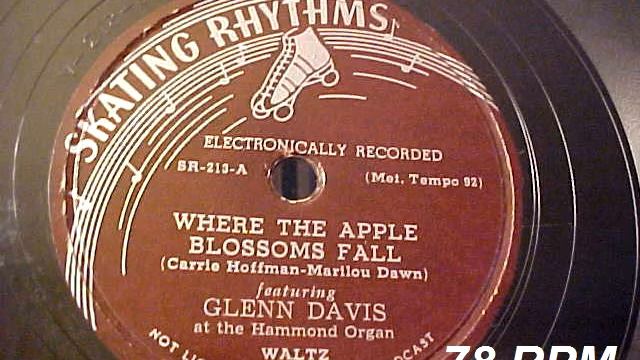 SKATING RHYTHMS
ELECTRONICALLY RECORDED
SR-213-A
(Met. Tempo 92)
WHERE THE APPLE
BLOSSOMS FALL
(Carrie Hoffman-Marilou Dawn)
featuring
GLENN DAVIS
at the Hammond Organ
WALTZ
NOT
78 RPM